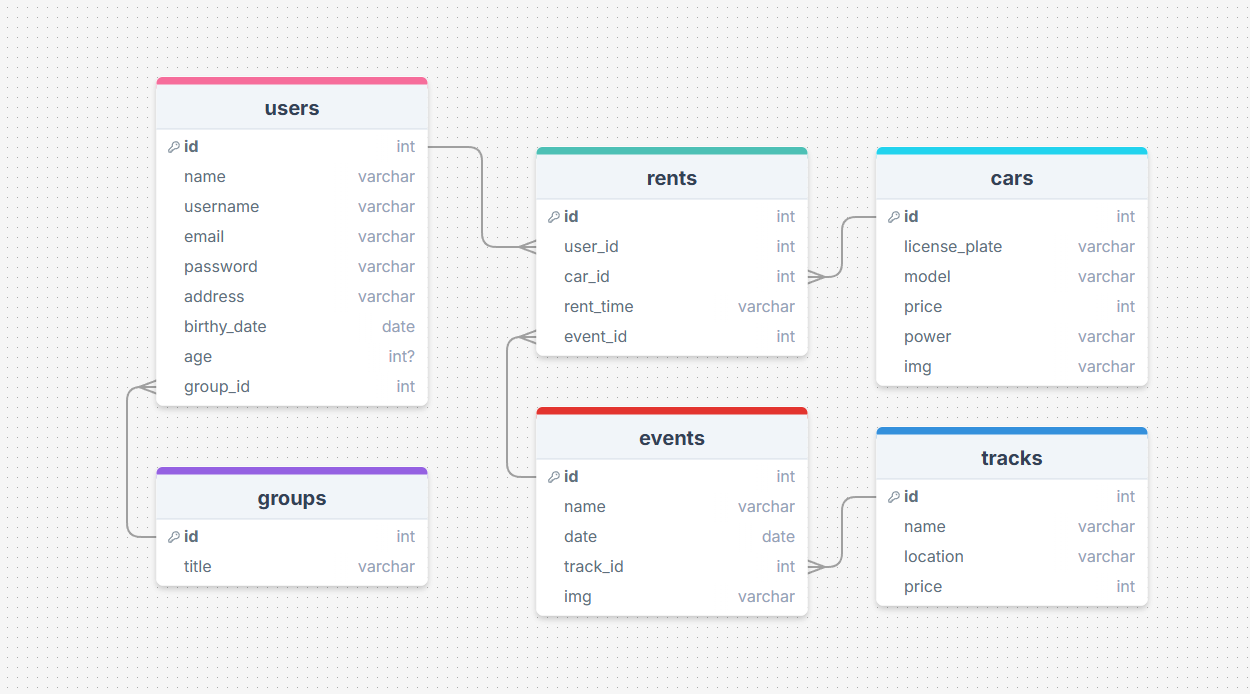 users
id int
name varchar
username varchar
email varchar
password varchar
address varchar
birthy_date date
age int?
group_id int
groups
id int
title varchar
rents
id int
user_id int
car_id int
rent_time varchar
event_id int
events
id int
name varchar
date date
track_id int
img varchar
cars
id int
license_plate varchar
model varchar
price int
power varchar
img varchar
tracks
id int
name varchar
location varchar
price int